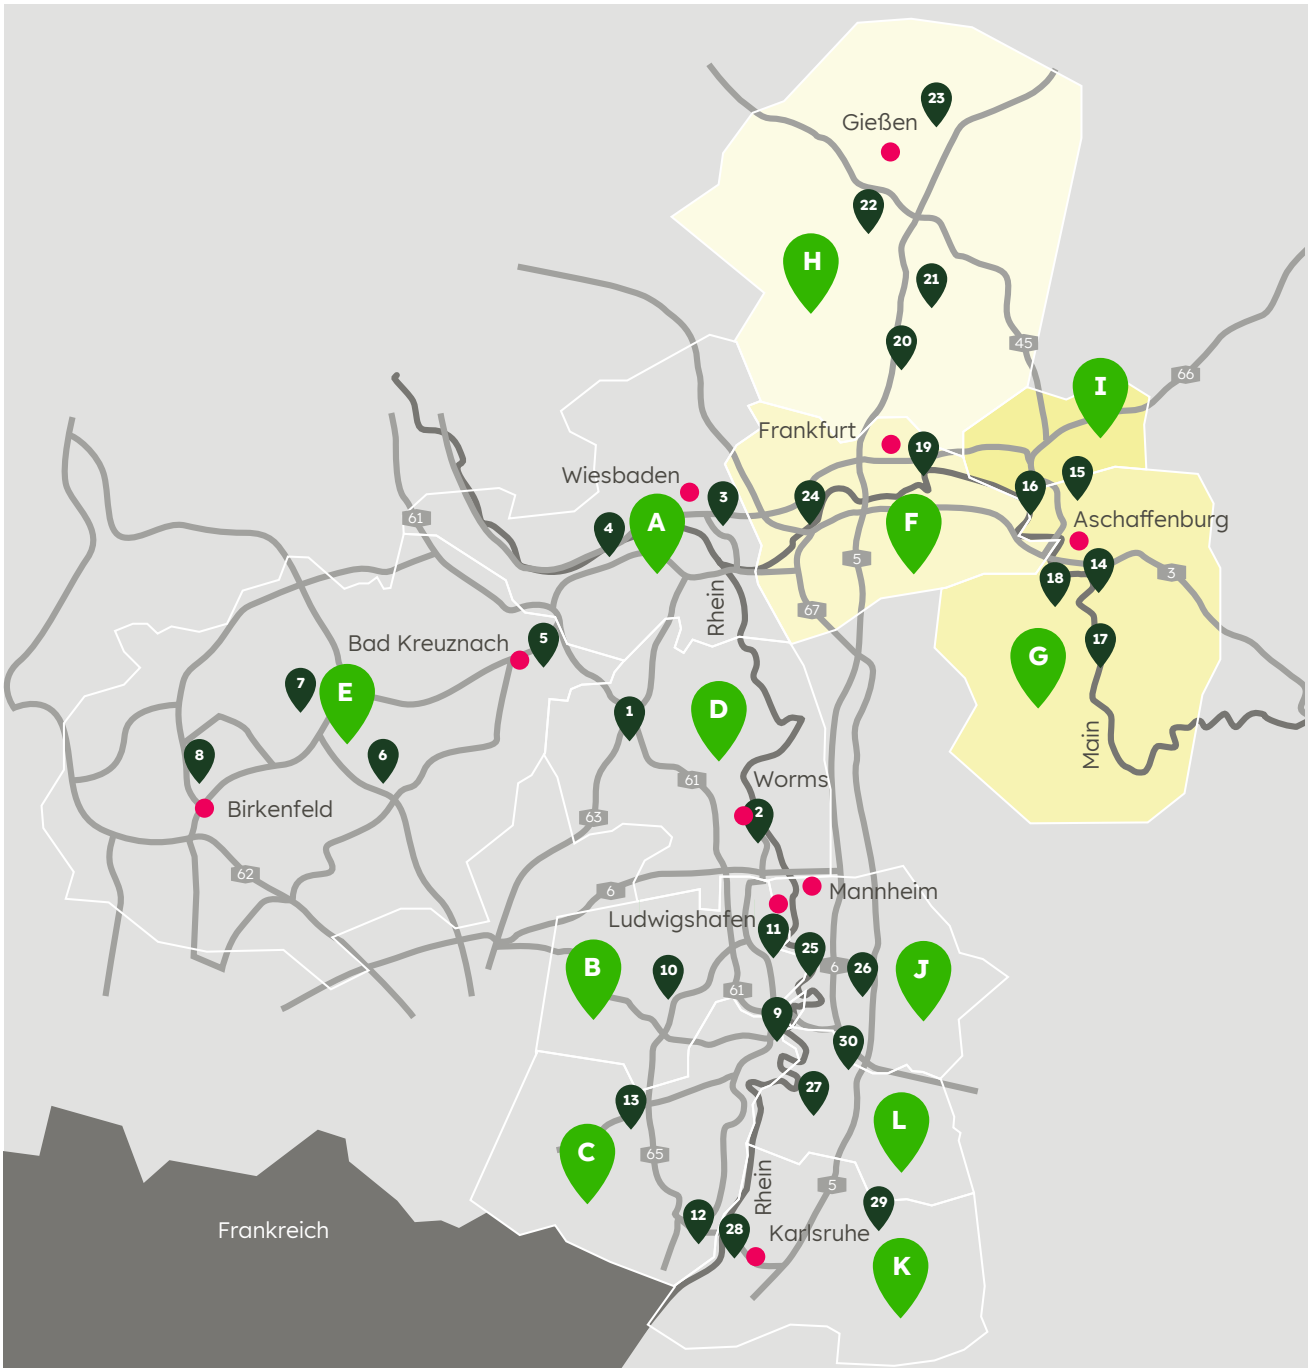 23
Gießen
22
H
21
20
45
66
I
Frankfurt
19
Wiesbaden
15
16
3
24
61
4
A
F
Aschaffenburg
5
14
3
18
67
Rhein
Bad Kreuznach
5
17
G
7
E
1
D
Main
8
6
61
Worms
Birkenfeld
2
63
62
6
Mannheim
Ludwigshafen
11
25
B
10
6
26
J
61
9
30
27
13
L
C
65
5
Rhein
29
12
28
Karlsruhe
Frankreich
K